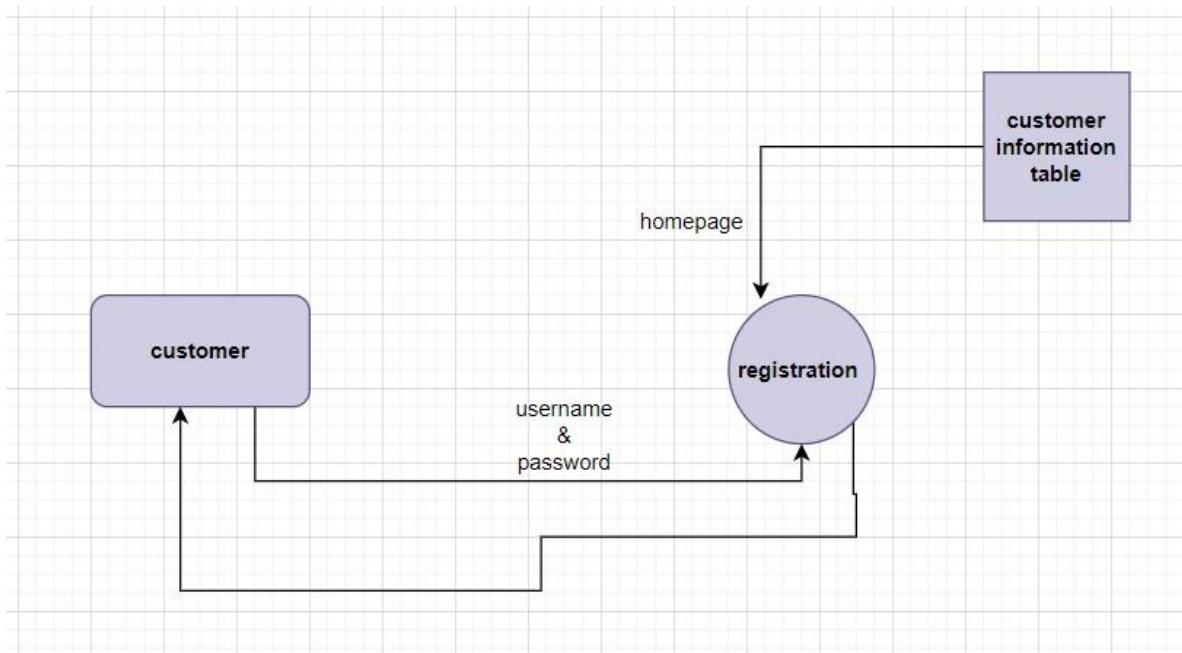 customer
information
table
homepage
customer
registration
username
&
password